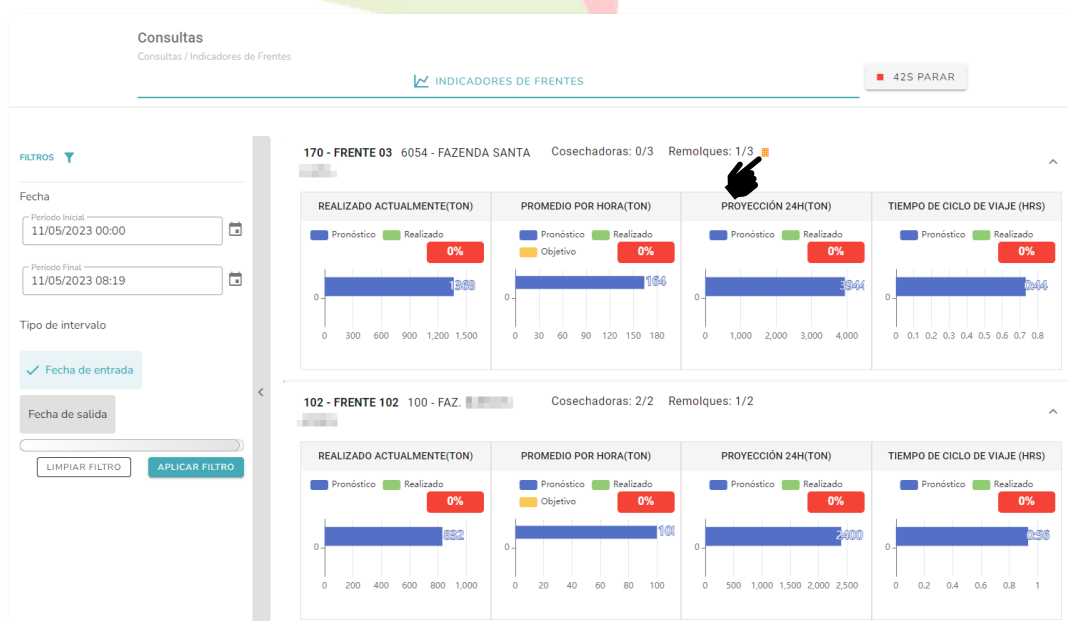 Consultas
Consultas / Indicadores de Frentes
INDICADORES DE FRENTES
42S PARAR
FILTROS
Fecha
Período Inicial
11/05/2023 00:00
Período Final
11/05/2023 08:19
Tipo de intervalo
Fecha de entrada
Fecha de salida
LIMPIAR FILTRO APLICAR FILTRO
170 - FRENTE 03 6054 - FAZENDA SANTA Cosechadoras: 0/3 Remolques: 1/3
REALIZADO ACTUALMENTE(TON) PROMEDIO POR HORA(TON) PROYECCIÓN 24H(TON) TIEMPO DE CICLO DE VIAJE (HRS)
Pronóstico Realizado Pronóstico Realizado Pronóstico Realizado Pronóstico Realizado
0% Objetivo 0% 0% 0%
1368 164 3944 0:44
0 0 0 0
0 300 600 900 1,200 1,500 0 30 60 90 120 150 180 0 1,000 2,000 3,000 4,000 0 0.1 0.2 0.3 0.4 0.5 0.6 0.7 0.8
102 - FRENTE 102 100 - FAZ. Cosechadoras: 2/2 Remolques: 1/2
REALIZADO ACTUALMENTE(TON) PROMEDIO POR HORA(TON) PROYECCIÓN 24H(TON) TIEMPO DE CICLO DE VIAJE (HRS)
Pronóstico Realizado Pronóstico Realizado Pronóstico Realizado Pronóstico Realizado
0% Objetivo 0% 0% 0%
832 2400 0:56
0 0 0 0
0 200 400 600 800 1,000 0 20 40 60 80 100 0 500 1,000 1,500 2,000 2,500 0 0.2 0.4 0.6 0.8 1